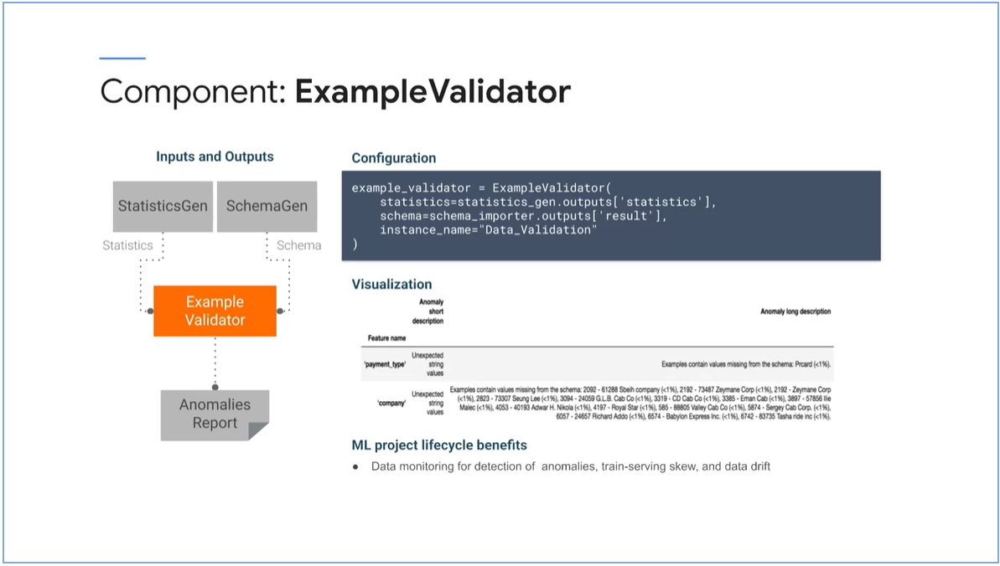 Component: ExampleValidator
Inputs and Outputs
StatisticsGen
SchemaGen
Statistics
Schema
Example
Validator
Anomalies
Report
Configuration
example_validator = ExampleValidator(
    statistics=statistics_gen.outputs['statistics'],
    schema=schema_importer.outputs['result'],
    instance_name="Data_Validation"
)
Visualization
Anomaly
short
description
Anomaly long description
Feature name
'payment_type'
Unexpected
string
values
Examples contain values missing from the schema: Prcard (<1%).
'company'
Unexpected
string
values
Examples contain values missing from the schema: 2092 - 61288 Sbeih company (<1%), 2192 - 73487 Zeymane Corp (<1%), 2192 - Zeymane Corp
(<1%), 2823 - 73307 Seung Lee (<1%), 3094 - 24059 G.L.B. Cab Co (<1%), 3319 - CD Cab Co (<1%), 3385 - Eman Cab (<1%), 3897 - 57856 Ilie
Malec (<1%), 4053 - 40193 Adwar H. Nikola (<1%), 4197 - Royal Star (<1%), 585 - 88805 Valley Cab Co (<1%), 5874 - Sergey Cab Corp. (<1%),
6057 - 24657 Richard Addo (<1%), 6574 - Babylon Express Inc. (<1%), 6742 - 83735 Tasha ride inc (<1%).
ML project lifecycle benefits
● Data monitoring for detection of anomalies, train-serving skew, and data drift